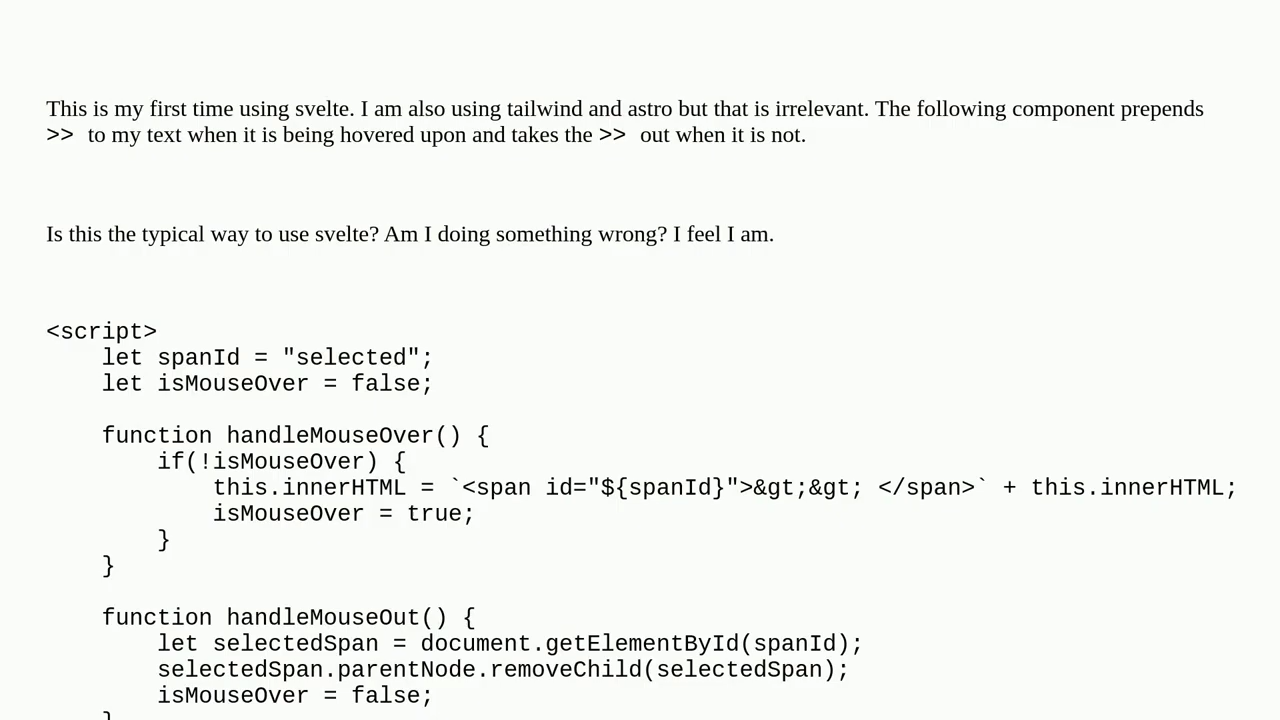 This is my first time using svelte. I am also using tailwind and astro but that is irrelevant. The following component prepends
>> to my text when it is being hovered upon and takes the >> out when it is not.
Is this the typical way to use svelte? Am I doing something wrong? I feel I am.
<script>
    let spanId = "selected";
    let isMouseOver = false;
    function handleMouseOver() {
        if(!isMouseOver) {
            this.innerHTML = `<span id="${spanId}">&gt;&gt; </span>` + this.innerHTML;
            isMouseOver = true;
        }
    }
    function handleMouseOut() {
        let selectedSpan = document.getElementById(spanId);
        selectedSpan.parentNode.removeChild(selectedSpan);
        isMouseOver = false;
    }